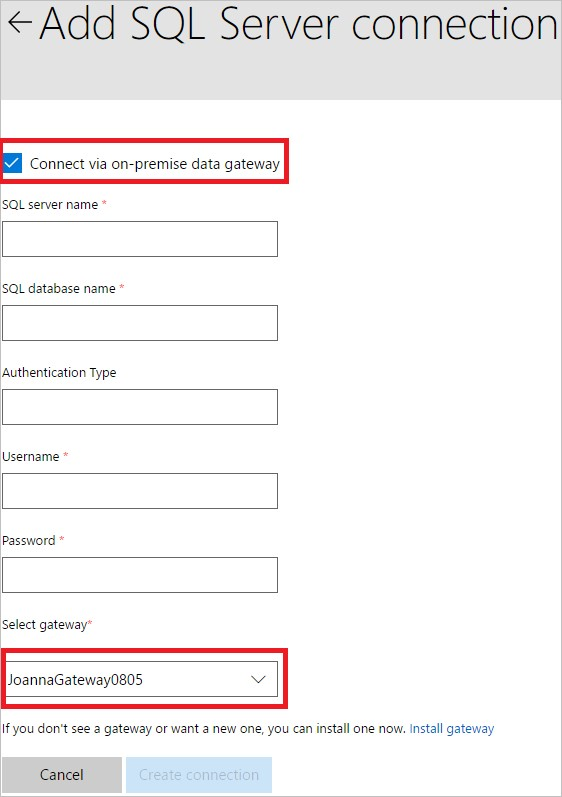 Add SQL Server connection
Connect via on-premise data gateway
SQL server name *
SQL database name *
Authentication Type
Username *
Password *
Select gateway*
JoannaGateway0805
If you don't see a gateway or want a new one, you can install one now. Install gateway
Cancel
Create connection